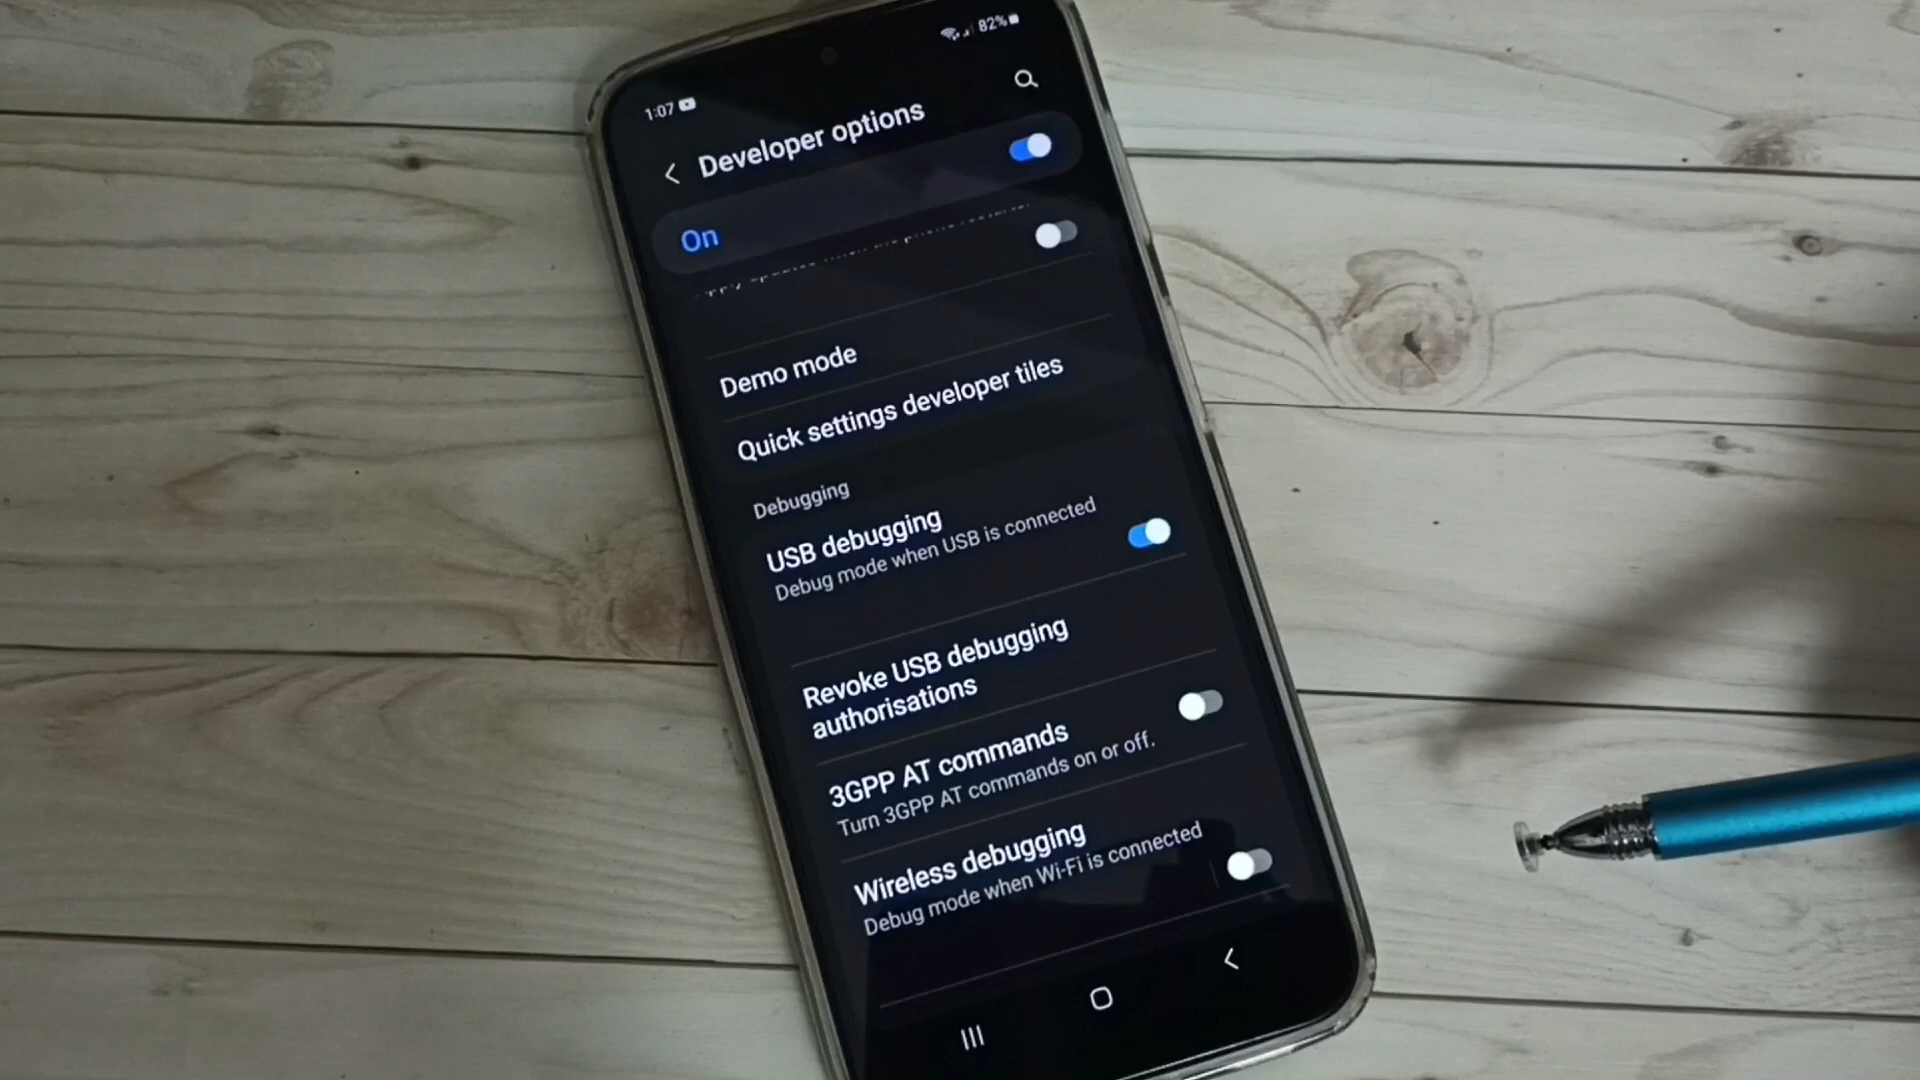 1:07
82%
Developer options
On
Demo mode
Quick settings developer tiles
Debugging
USB debugging
Debug mode when USB is connected
Revoke USB debugging
authorisations
3GPP AT commands
Turn 3GPP AT commands on or off.
Wireless debugging
Debug mode when Wi-Fi is connected